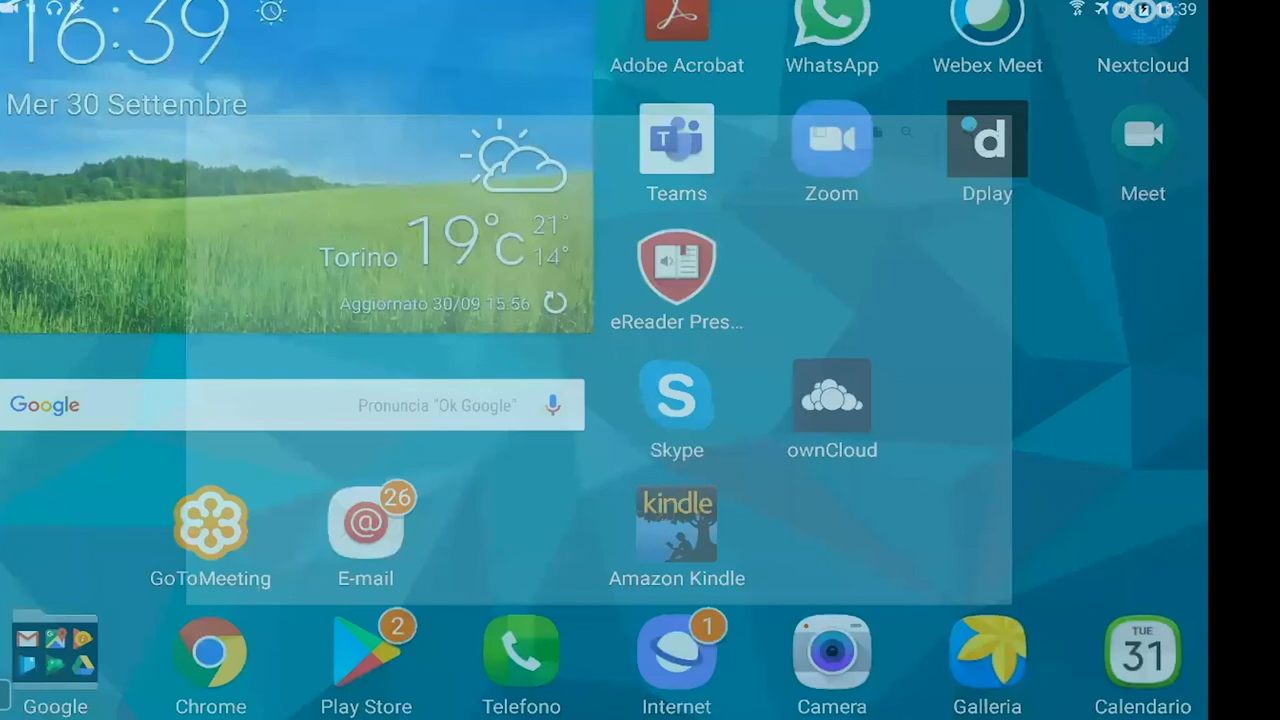 16:39
16:39
Mer 30 Settembre
Torino 19°C 21° 14°
Aggiornato 30/09 15:56
Google
Pronuncia "Ok Google"
Adobe Acrobat
WhatsApp
Webex Meet
Nextcloud
T
Teams
Zoom
d
Dplay
Meet
eReader Pres...
S
Skype
ownCloud
GoToMeeting
@
26
E-mail
kindle
Amazon Kindle
Google
Chrome
2
Play Store
Telefono
1
Internet
Camera
Galleria
TUE
31
Calendario